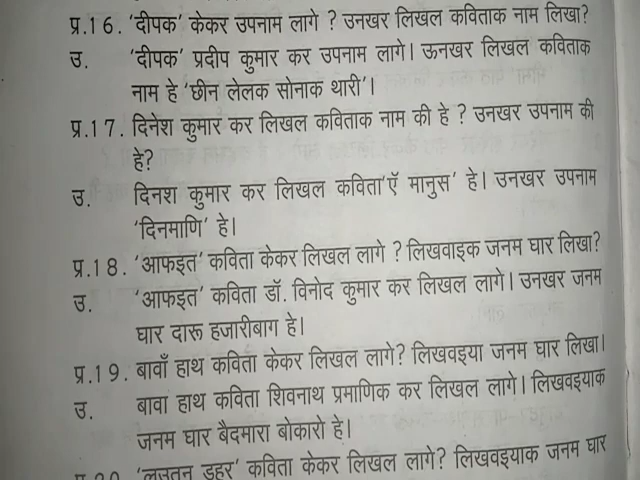 प्र.16. 'दीपक' केकर उपनाम लागे ? उनखर लिखल कविताक नाम लिखा?
उ. 'दीपक' प्रदीप कुमार कर उपनाम लागे। ऊनखर लिखल कविताक
नाम हे 'छीन लेलक सोनाक थारी'।
प्र.17. दिनेश कुमार कर लिखल कविताक नाम की हे ? उनखर उपनाम की
हे?
उ. दिनश कुमार कर लिखल कविता'ऍ मानुस' हे। उनखर उपनाम
'दिनमाणि' हे।
प्र.18. 'आफइत' कविता केकर लिखल लागे ? लिखवाइक जनम घार लिखा?
उ. 'आफइत' कविता डॉ. विनोद कुमार कर लिखल लागे। उनखर जनम
घार दारू हजारीबाग हे।
प्र.19. बावाँ हाथ कविता केकर लिखल लागे? लिखवइया जनम घार लिखा।
उ. बावा हाथ कविता शिवनाथ प्रमाणिक कर लिखल लागे। लिखवइयाक
जनम घार बैदमारा बोकारो हे।
प्र.20. 'लउतन डहर' कविता केकर लिखल लागे? लिखवइयाक जनम घार